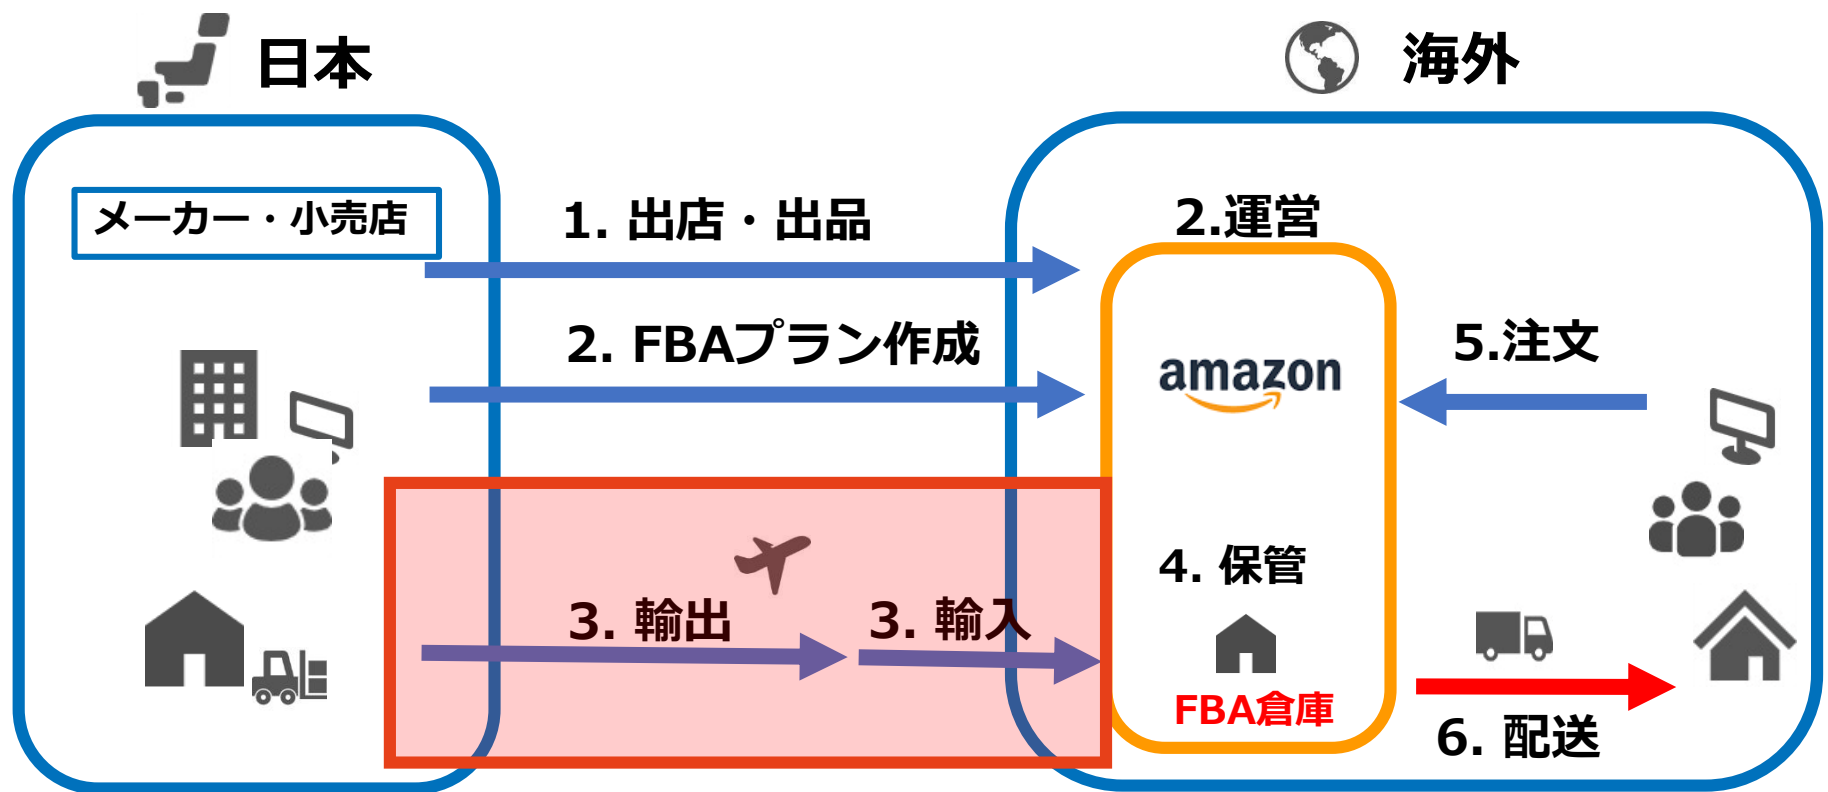 日本
海外
メーカー・小売店
1. 出店・出品
2.運営
2. FBAプラン作成
amazon
5.注文
4. 保管
3. 輸出
3. 輸入
FBA倉庫
6. 配送